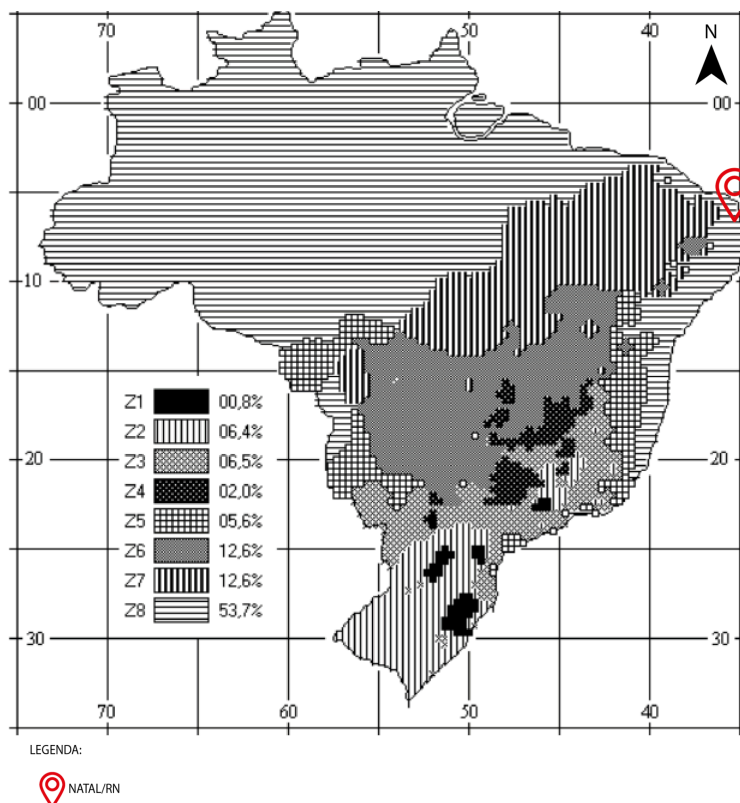 70 50 40
N
00 00
10
Z1 00,8%
Z2 06,4%
Z3 06,5%
Z4 02,0%
Z5 05,6%
Z6 12,6%
Z7 12,6%
Z8 53,7%
20 20
30 30
70 60 50 40
LEGENDA:
NATAL/RN